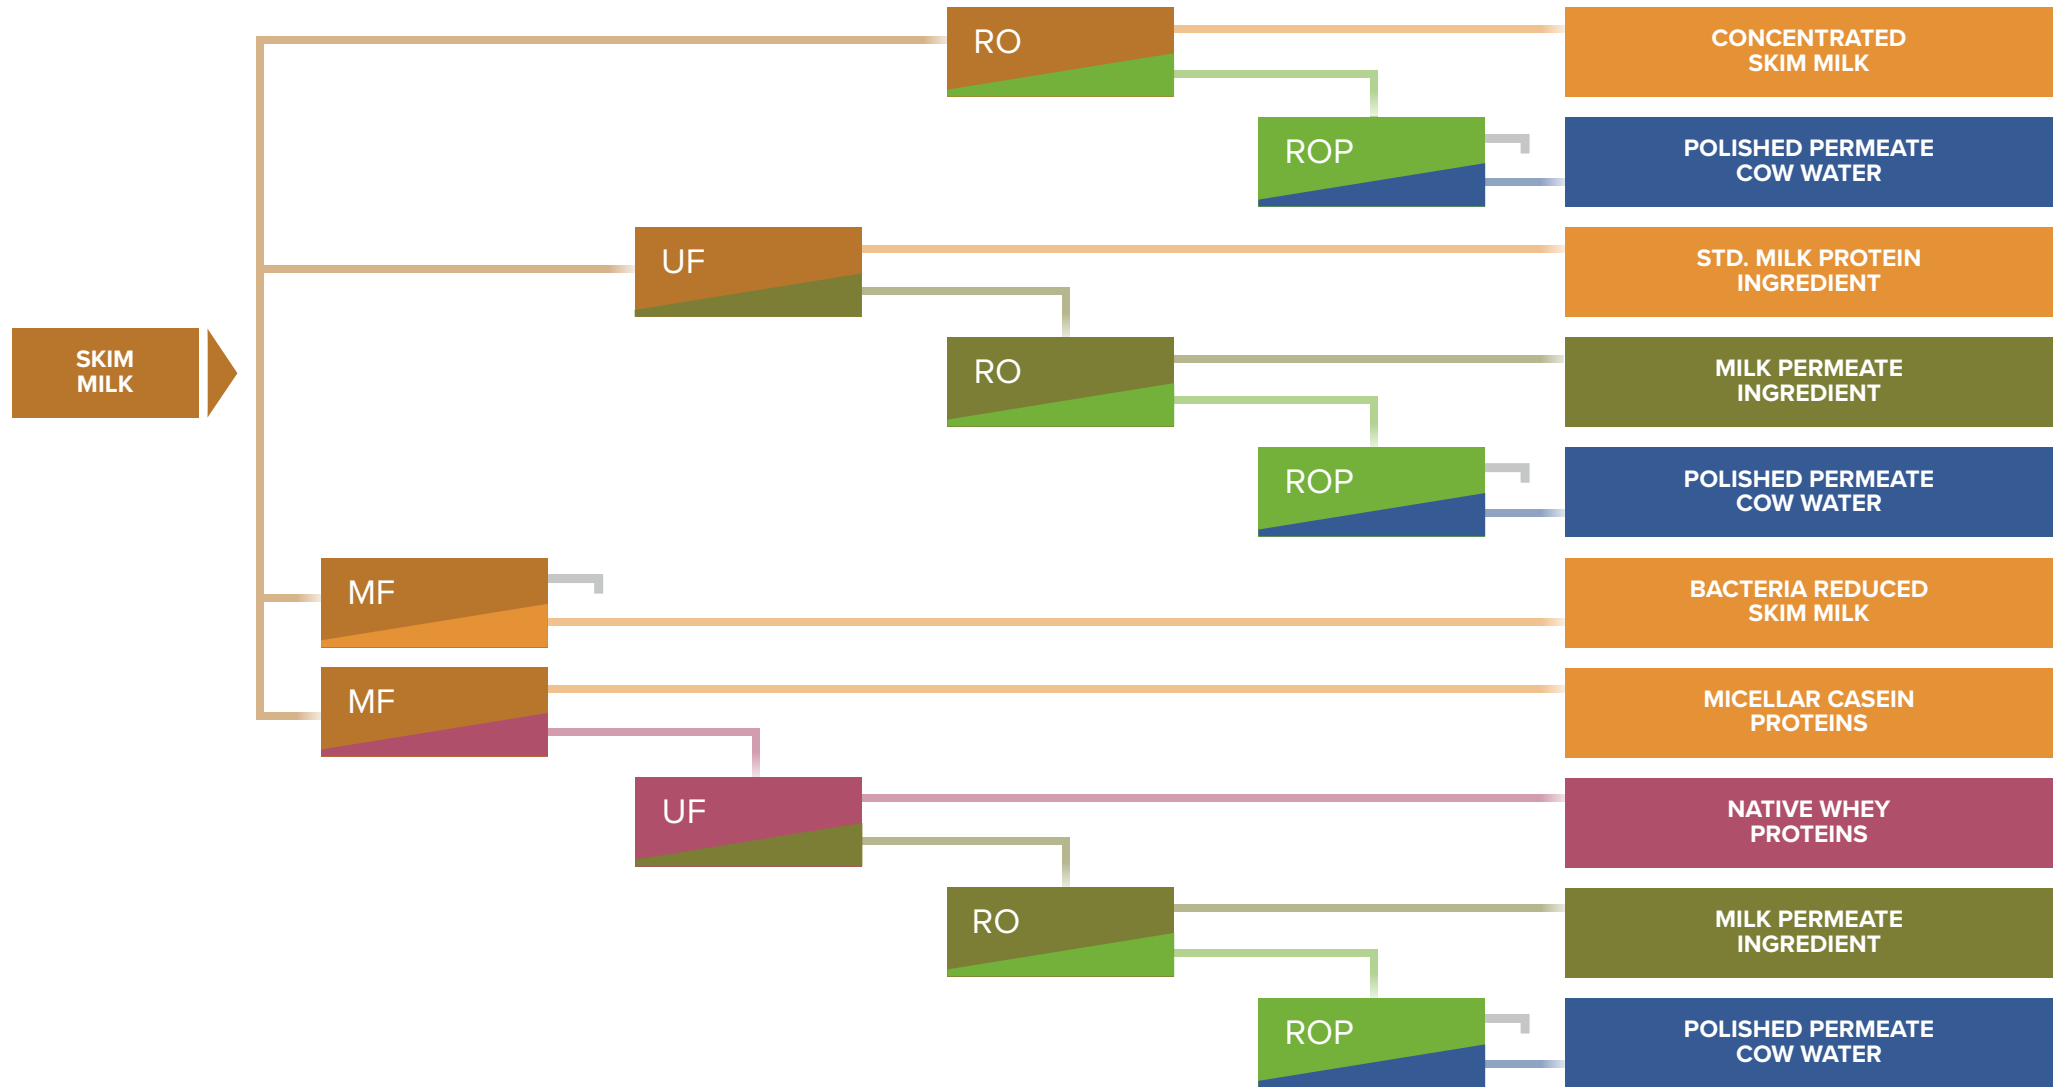 RO
CONCENTRATED
SKIM MILK
ROP
POLISHED PERMEATE
COW WATER
UF
STD. MILK PROTEIN
INGREDIENT
SKIM
MILK
RO
MILK PERMEATE
INGREDIENT
ROP
POLISHED PERMEATE
COW WATER
MF
BACTERIA REDUCED
SKIM MILK
MF
MICELLAR CASEIN
PROTEINS
UF
NATIVE WHEY
PROTEINS
RO
MILK PERMEATE
INGREDIENT
ROP
POLISHED PERMEATE
COW WATER